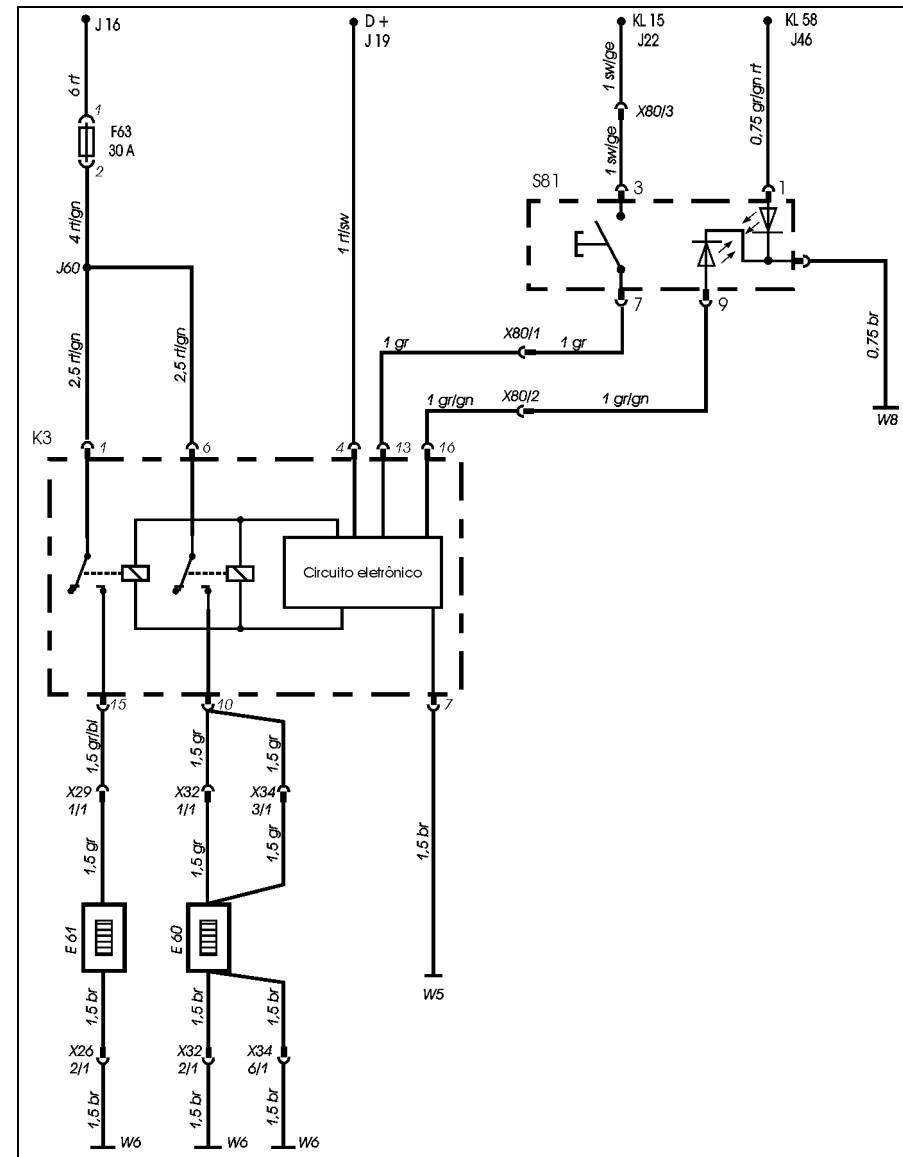 J 16
D +
J 19
KL 15
J22
KL 58
J46
6 rt
1 sw/ge
0,75 gr/gn rt
X80/3
1
F63
30 A
2
1 sw/ge
S81
3
1
4 rt/gn
1 rt/sw
J60
7
9
0,75 br
2,5 rt/gn
2,5 rt/gn
1 gr
X80/1
1 gr
1 gr/gn
X80/2
1 gr/gn
W8
K3
1
6
4
13
16
Circuito eletrônico
15
10
7
1,5 gr/bl
1,5 gr
1,5 gr
X29
1/1
X32
1/1
X34
3/1
1,5 gr
1,5 gr
1,5 gr
1,5 br
E 61
E 60
W5
1,5 br
1,5 br
1,5 br
X26
2/1
X32
2/1
X34
6/1
1,5 br
1,5 br
1,5 br
W6
W6
W6